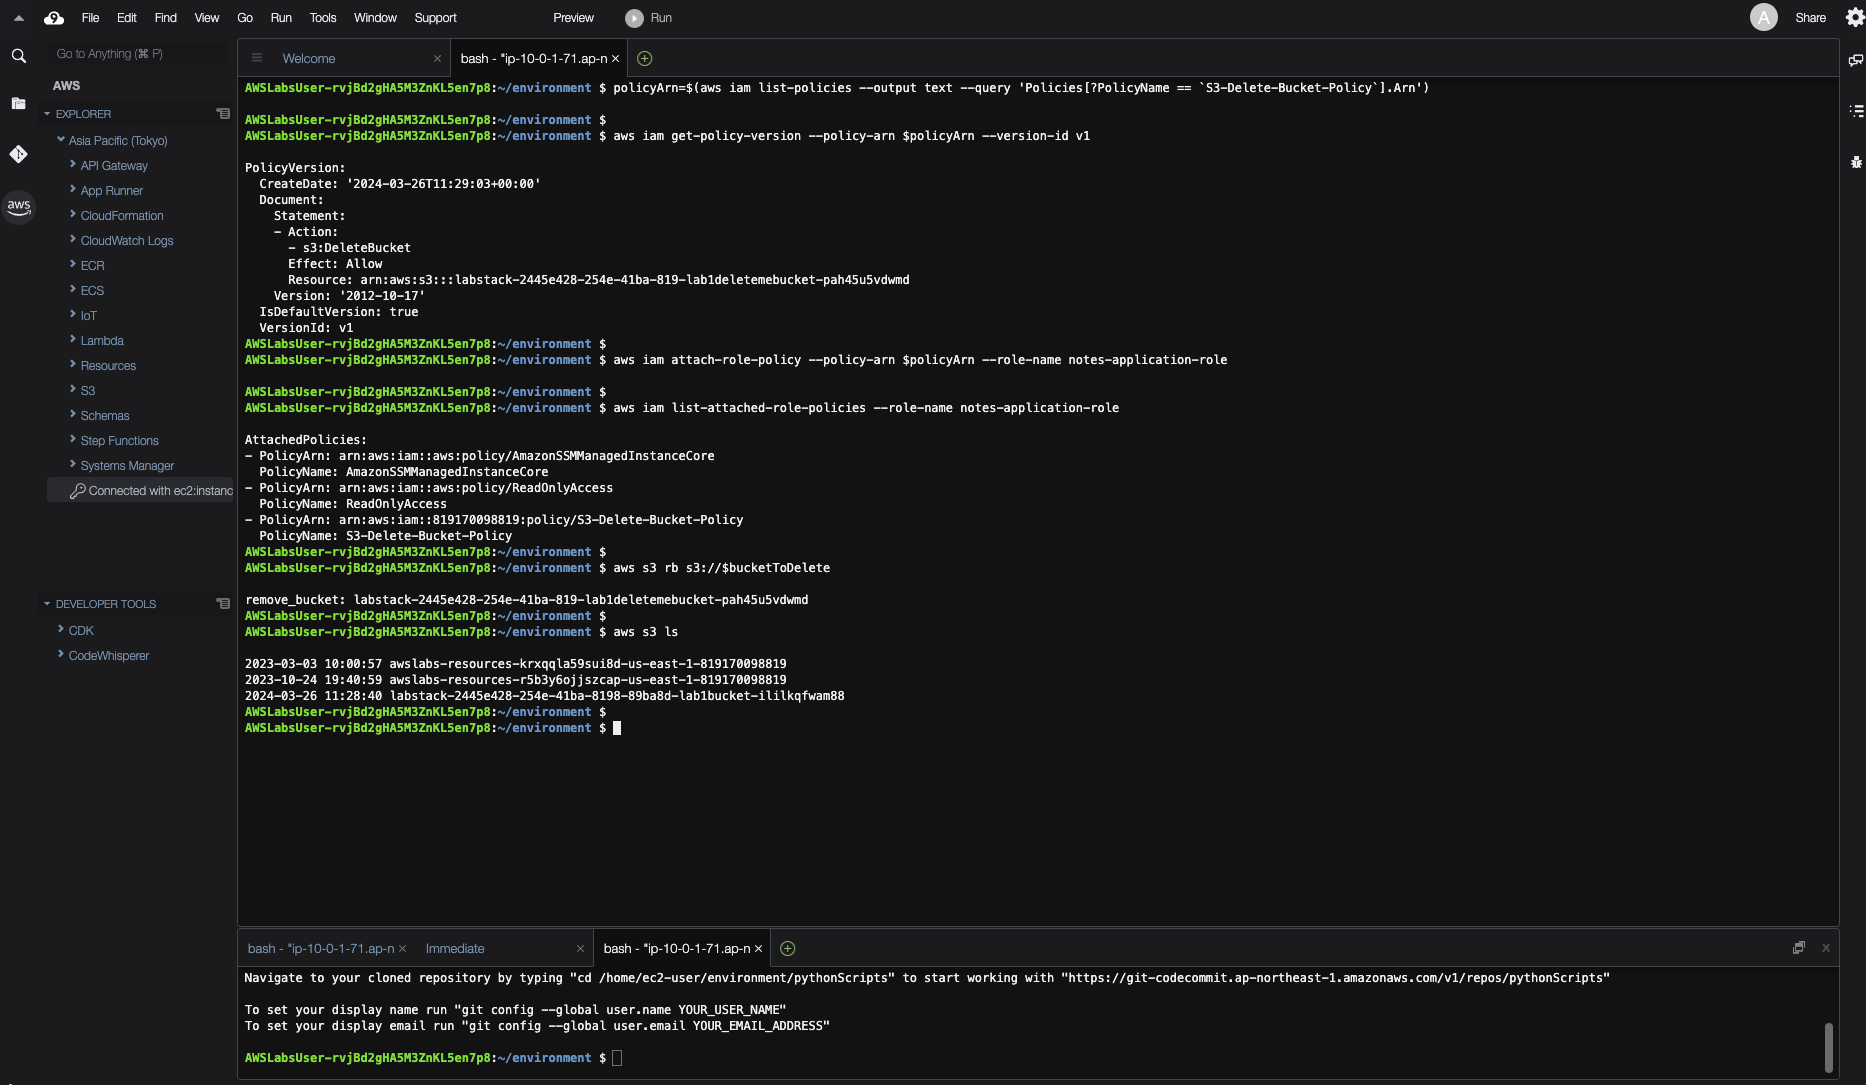 File Edit Find View Go Run Tools Window Support Preview Run A Share
Go to Anything (⌘ P)
AWS
EXPLORER
Asia Pacific (Tokyo)
API Gateway
App Runner
CloudFormation
CloudWatch Logs
ECR
ECS
IoT
Lambda
Resources
S3
Schemas
Step Functions
Systems Manager
Connected with ec2:instanc
DEVELOPER TOOLS
CDK
CodeWhisperer
aws
Welcome
bash - "ip-10-0-1-71.ap-n
AWSLabsUser-rvjBd2gHA5M3ZnKL5en7p8:~/environment $ policyArn=$(aws iam list-policies --output text --query 'Policies[?PolicyName == `S3-Delete-Bucket-Policy`].Arn')
AWSLabsUser-rvjBd2gHA5M3ZnKL5en7p8:~/environment $
AWSLabsUser-rvjBd2gHA5M3ZnKL5en7p8:~/environment $ aws iam get-policy-version --policy-arn $policyArn --version-id v1
PolicyVersion:
CreateDate: '2024-03-26T11:29:03+00:00'
Document:
Statement:
- Action:
- s3:DeleteBucket
Effect: Allow
Resource: arn:aws:s3:::labstack-2445e428-254e-41ba-819-lab1deletemebucket-pah45u5vdwmd
Version: '2012-10-17'
IsDefaultVersion: true
VersionId: v1
AWSLabsUser-rvjBd2gHA5M3ZnKL5en7p8:~/environment $
AWSLabsUser-rvjBd2gHA5M3ZnKL5en7p8:~/environment $ aws iam attach-role-policy --policy-arn $policyArn --role-name notes-application-role
AWSLabsUser-rvjBd2gHA5M3ZnKL5en7p8:~/environment $
AWSLabsUser-rvjBd2gHA5M3ZnKL5en7p8:~/environment $ aws iam list-attached-role-policies --role-name notes-application-role
AttachedPolicies:
- PolicyArn: arn:aws:iam::aws:policy/AmazonSSMManagedInstanceCore
PolicyName: AmazonSSMManagedInstanceCore
- PolicyArn: arn:aws:iam::aws:policy/ReadOnlyAccess
PolicyName: ReadOnlyAccess
- PolicyArn: arn:aws:iam::819170098819:policy/S3-Delete-Bucket-Policy
PolicyName: S3-Delete-Bucket-Policy
AWSLabsUser-rvjBd2gHA5M3ZnKL5en7p8:~/environment $
AWSLabsUser-rvjBd2gHA5M3ZnKL5en7p8:~/environment $ aws s3 rb s3://$bucketToDelete
remove_bucket: labstack-2445e428-254e-41ba-819-lab1deletemebucket-pah45u5vdwmd
AWSLabsUser-rvjBd2gHA5M3ZnKL5en7p8:~/environment $
AWSLabsUser-rvjBd2gHA5M3ZnKL5en7p8:~/environment $ aws s3 ls
2023-03-03 10:00:57 awslabs-resources-krxqqla59sui8d-us-east-1-819170098819
2023-10-24 19:40:59 awslabs-resources-r5b3y6ojjszcap-us-east-1-819170098819
2024-03-26 11:28:40 labstack-2445e428-254e-41ba-8198-89ba8d-lab1bucket-ililkqfwam88
AWSLabsUser-rvjBd2gHA5M3ZnKL5en7p8:~/environment $
AWSLabsUser-rvjBd2gHA5M3ZnKL5en7p8:~/environment $
bash - "ip-10-0-1-71.ap-n
Immediate
bash - "ip-10-0-1-71.ap-n
Navigate to your cloned repository by typing "cd /home/ec2-user/environment/pythonScripts" to start working with "https://git-codecommit.ap-northeast-1.amazonaws.com/v1/repos/pythonScripts"
To set your display name run "git config --global user.name YOUR_USER_NAME"
To set your display email run "git config --global user.email YOUR_EMAIL_ADDRESS"
AWSLabsUser-rvjBd2gHA5M3ZnKL5en7p8:~/environment $